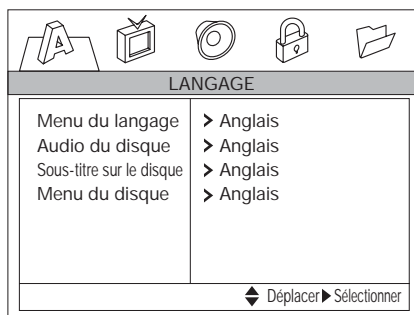 A
LANGAGE
Menu du langage > Anglais
Audio du disque > Anglais
Sous-titre sur le disque > Anglais
Menu du disque > Anglais
Déplacer Sélectionner